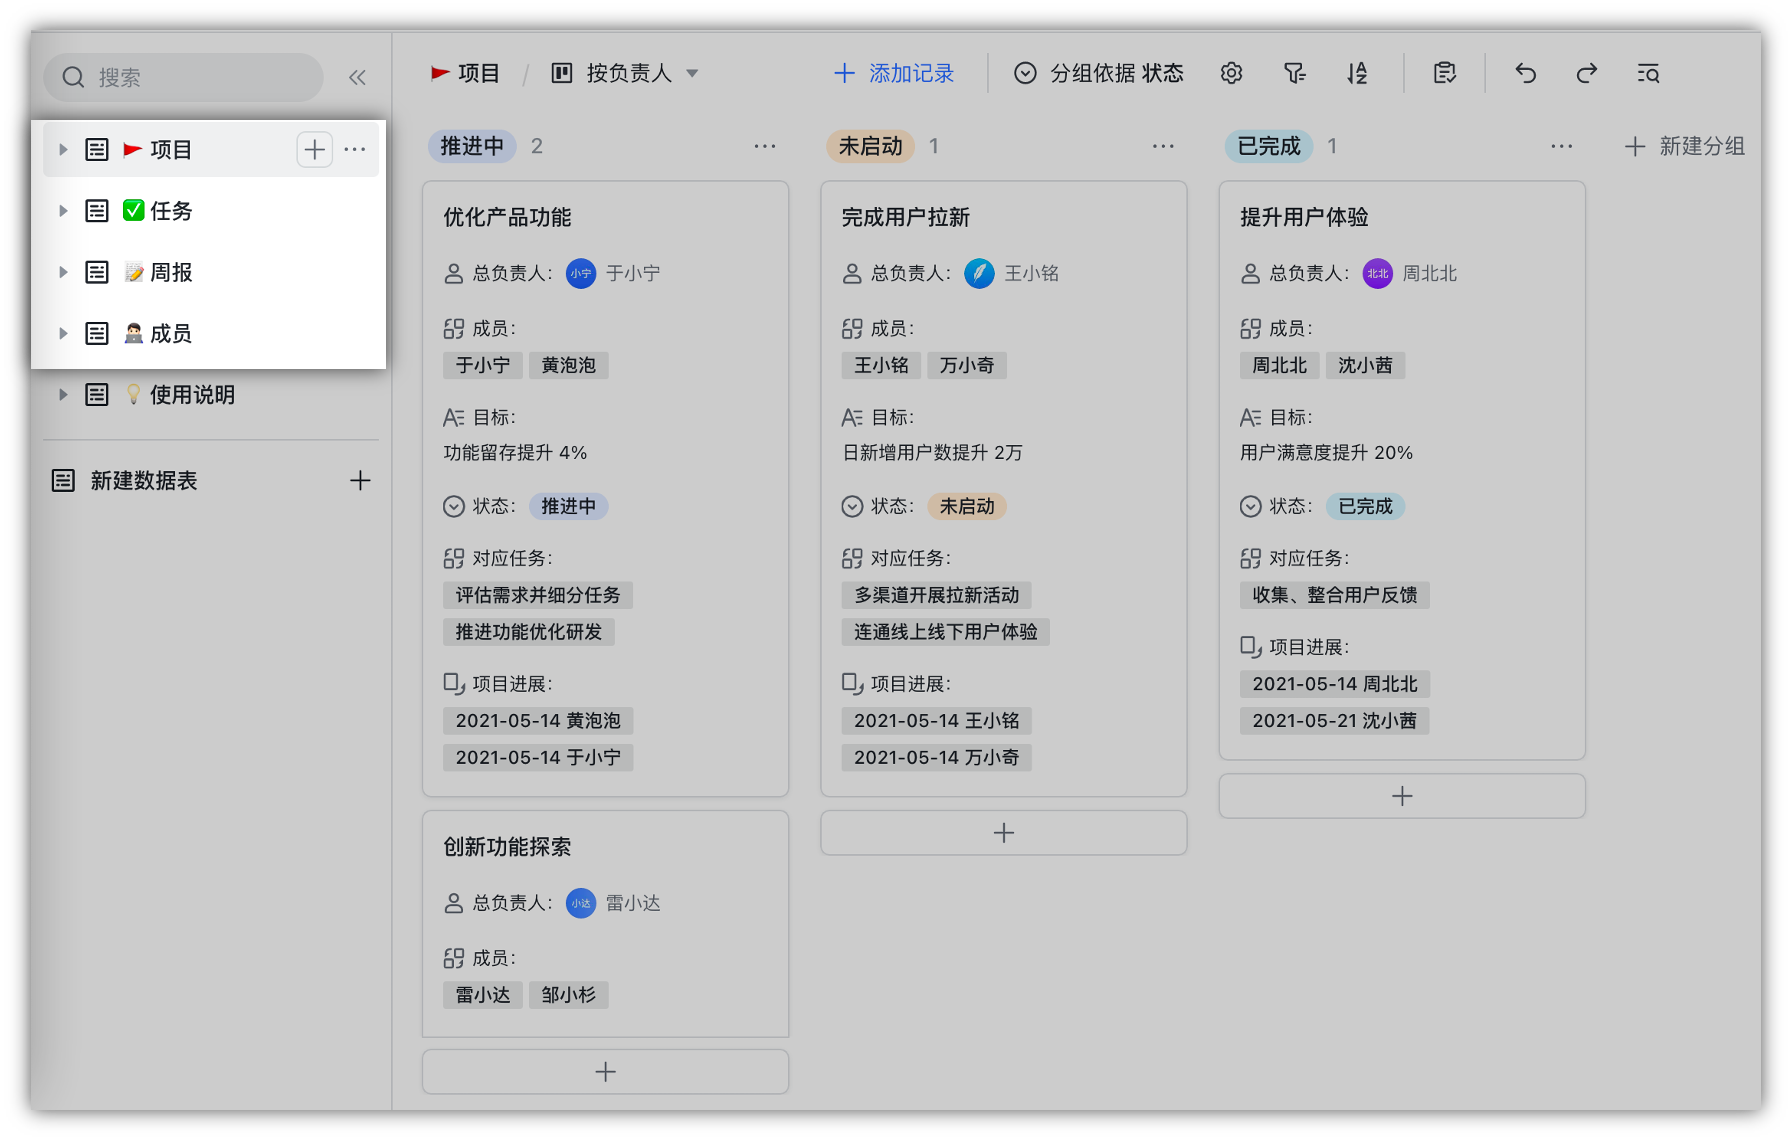 搜索
项目
任务
周报
成员
使用说明
新建数据表
项目 / 按负责人
添加记录
分组依据 状态
推进中 2
优化产品功能
总负责人: 小宁 于小宁
成员:
于小宁 黄泡泡
目标:
功能留存提升 4%
状态: 推进中
对应任务:
评估需求并细分任务
推进功能优化研发
项目进展:
2021-05-14 黄泡泡
2021-05-14 于小宁
创新功能探索
总负责人: 小达 雷小达
成员:
雷小达 邹小杉
未启动 1
完成用户拉新
总负责人: 王小铭
成员:
王小铭 万小奇
目标:
日新增用户数提升 2万
状态: 未启动
对应任务:
多渠道开展拉新活动
连通线上线下用户体验
项目进展:
2021-05-14 王小铭
2021-05-14 万小奇
已完成 1
提升用户体验
总负责人: 北北 周北北
成员:
周北北 沈小茜
目标:
用户满意度提升 20%
状态: 已完成
对应任务:
收集、整合用户反馈
项目进展:
2021-05-14 周北北
2021-05-21 沈小茜
新建分组